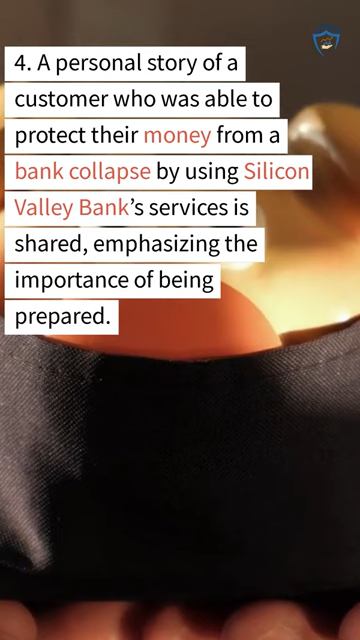 4. A personal story of a
customer who was able to
protect their money from a
bank collapse by using Silicon
Valley Bank’s services is
shared, emphasizing the
importance of being
prepared.